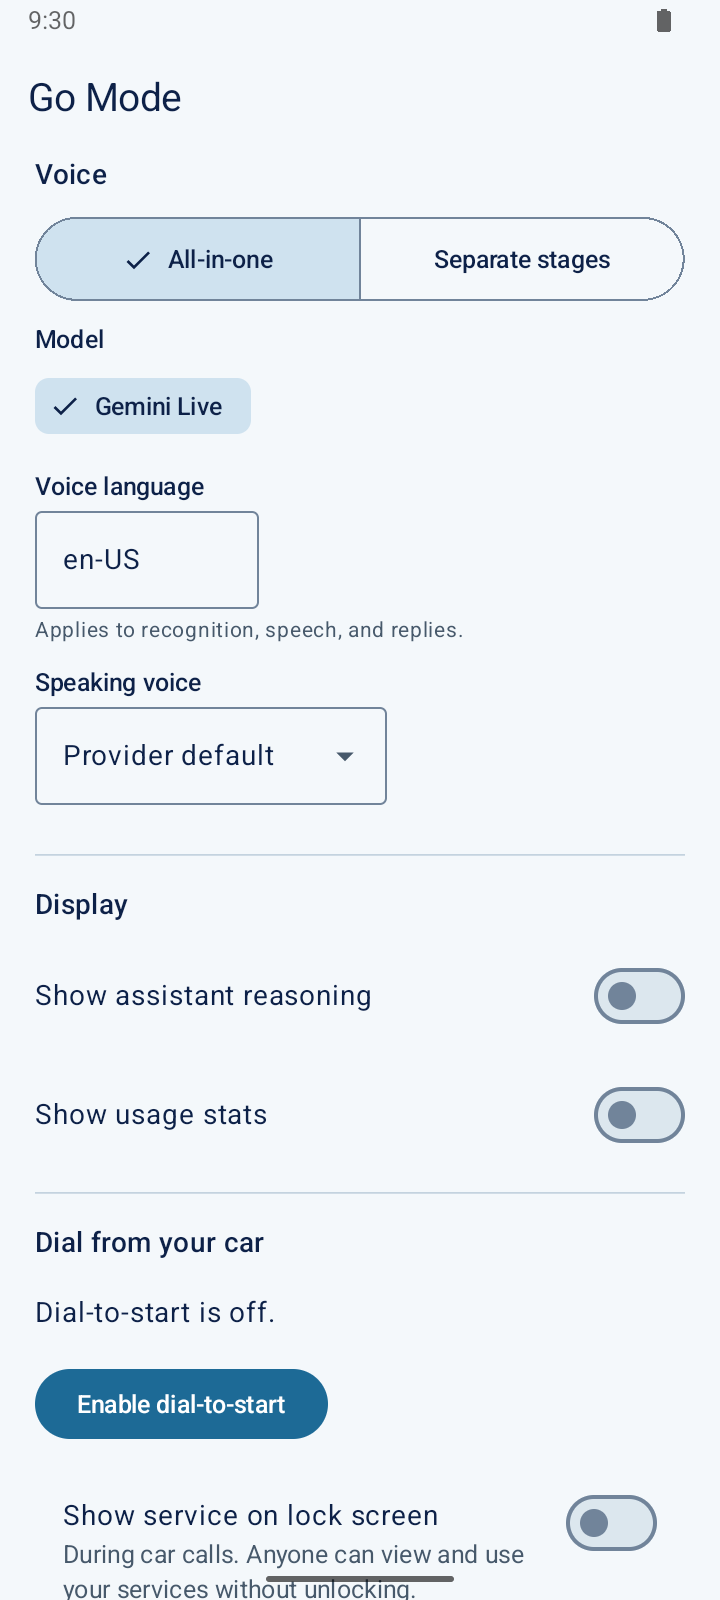 9:30
Go Mode
Voice
All-in-one
Separate stages
Model
Gemini Live
Voice language
en-US
Applies to recognition, speech, and replies.
Speaking voice
Provider default
Display
Show assistant reasoning
Show usage stats
Dial from your car
Dial-to-start is off.
Enable dial-to-start
Show service on lock screen
During car calls. Anyone can view and use
your services without unlocking.